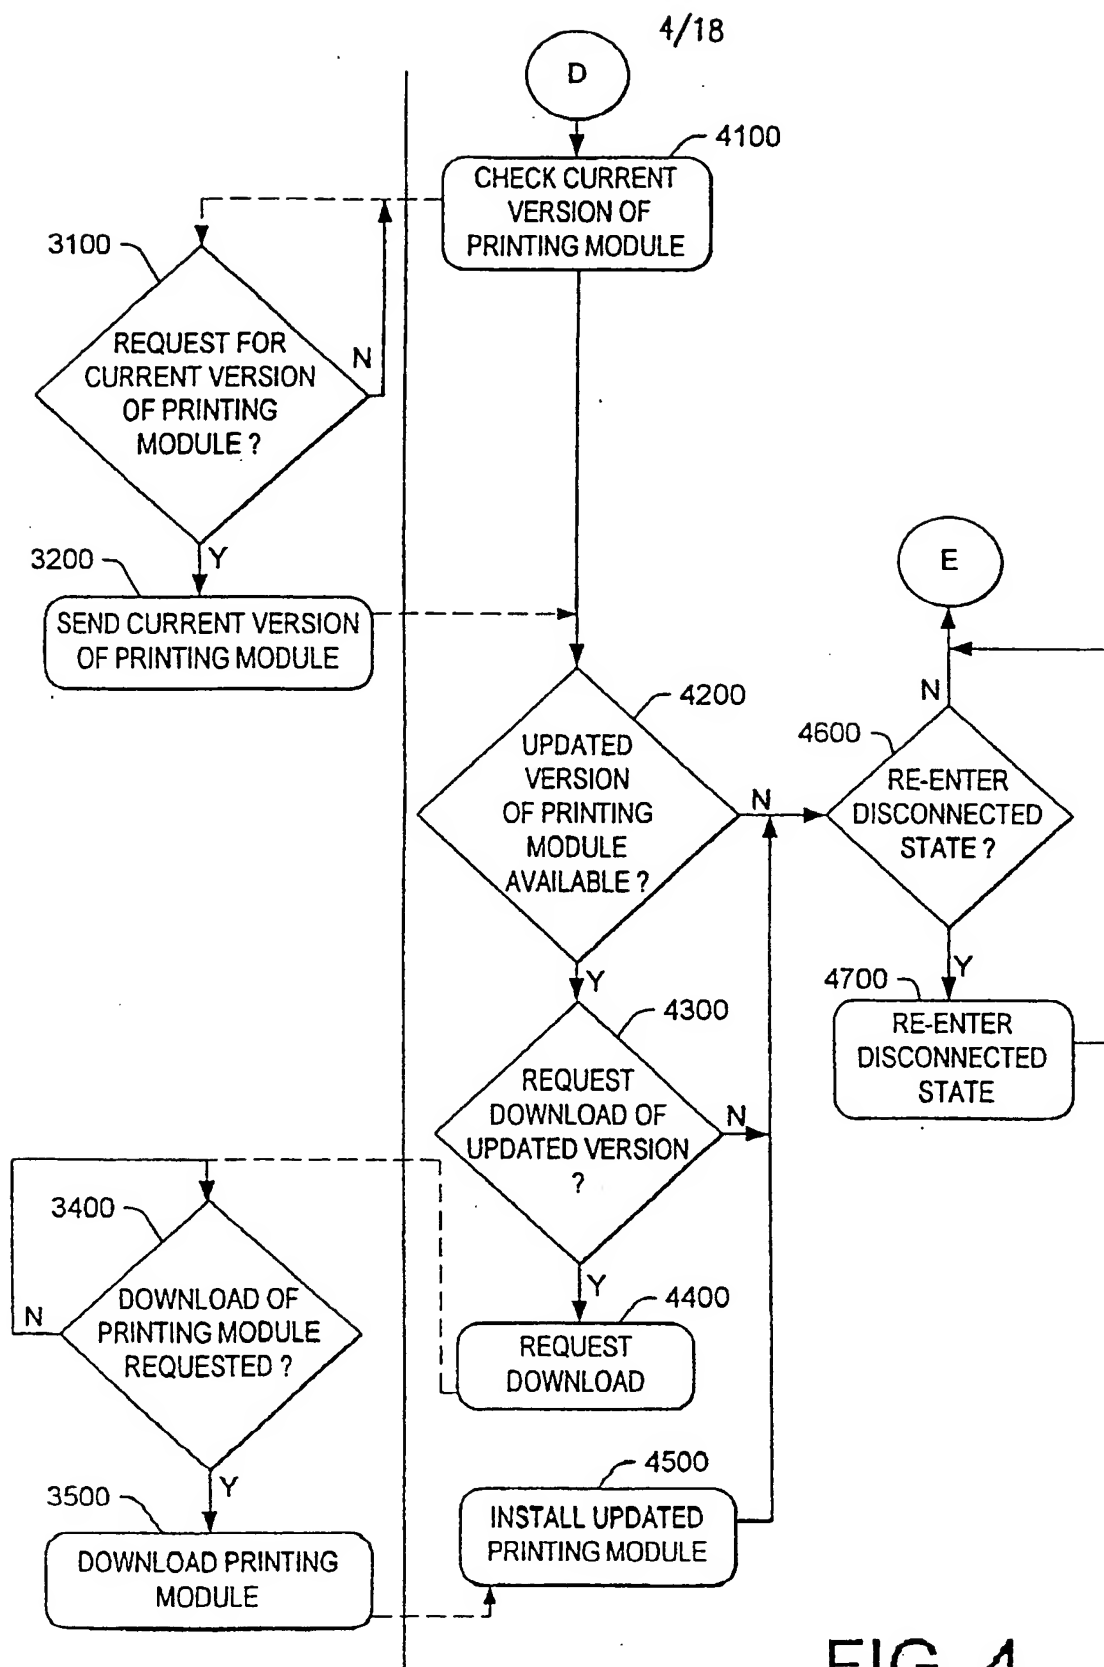 4/18
D
4100
CHECK CURRENT
VERSION OF
PRINTING MODULE
3100
REQUEST FOR
CURRENT VERSION
OF PRINTING
MODULE ?
N
Y
3200
SEND CURRENT VERSION
OF PRINTING MODULE
E
N
4200
UPDATED
VERSION
OF PRINTING
MODULE
AVAILABLE ?
N
Y
4600
RE-ENTER
DISCONNECTED
STATE ?
Y
4700
RE-ENTER
DISCONNECTED
STATE
4300
REQUEST
DOWNLOAD OF
UPDATED VERSION
?
N
Y
3400
DOWNLOAD OF
PRINTING MODULE
REQUESTED ?
N
Y
4400
REQUEST
DOWNLOAD
4500
INSTALL UPDATED
PRINTING MODULE
3500
DOWNLOAD PRINTING
MODULE
FIG. 4